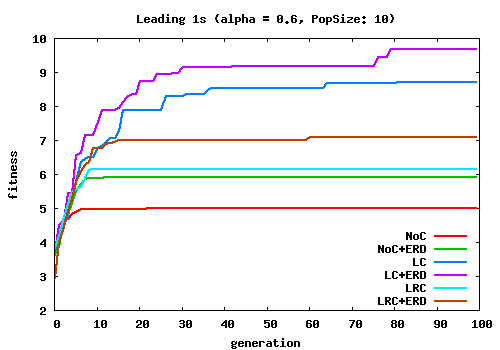 Leading 1s (alpha = 0.6, PopSize: 10)
10
9
8
7
6
5
4
3
2
fitness
NoC
NoC+ERD
LC
LC+ERD
LRC
LRC+ERD
0 10 20 30 40 50 60 70 80 90 100
generation